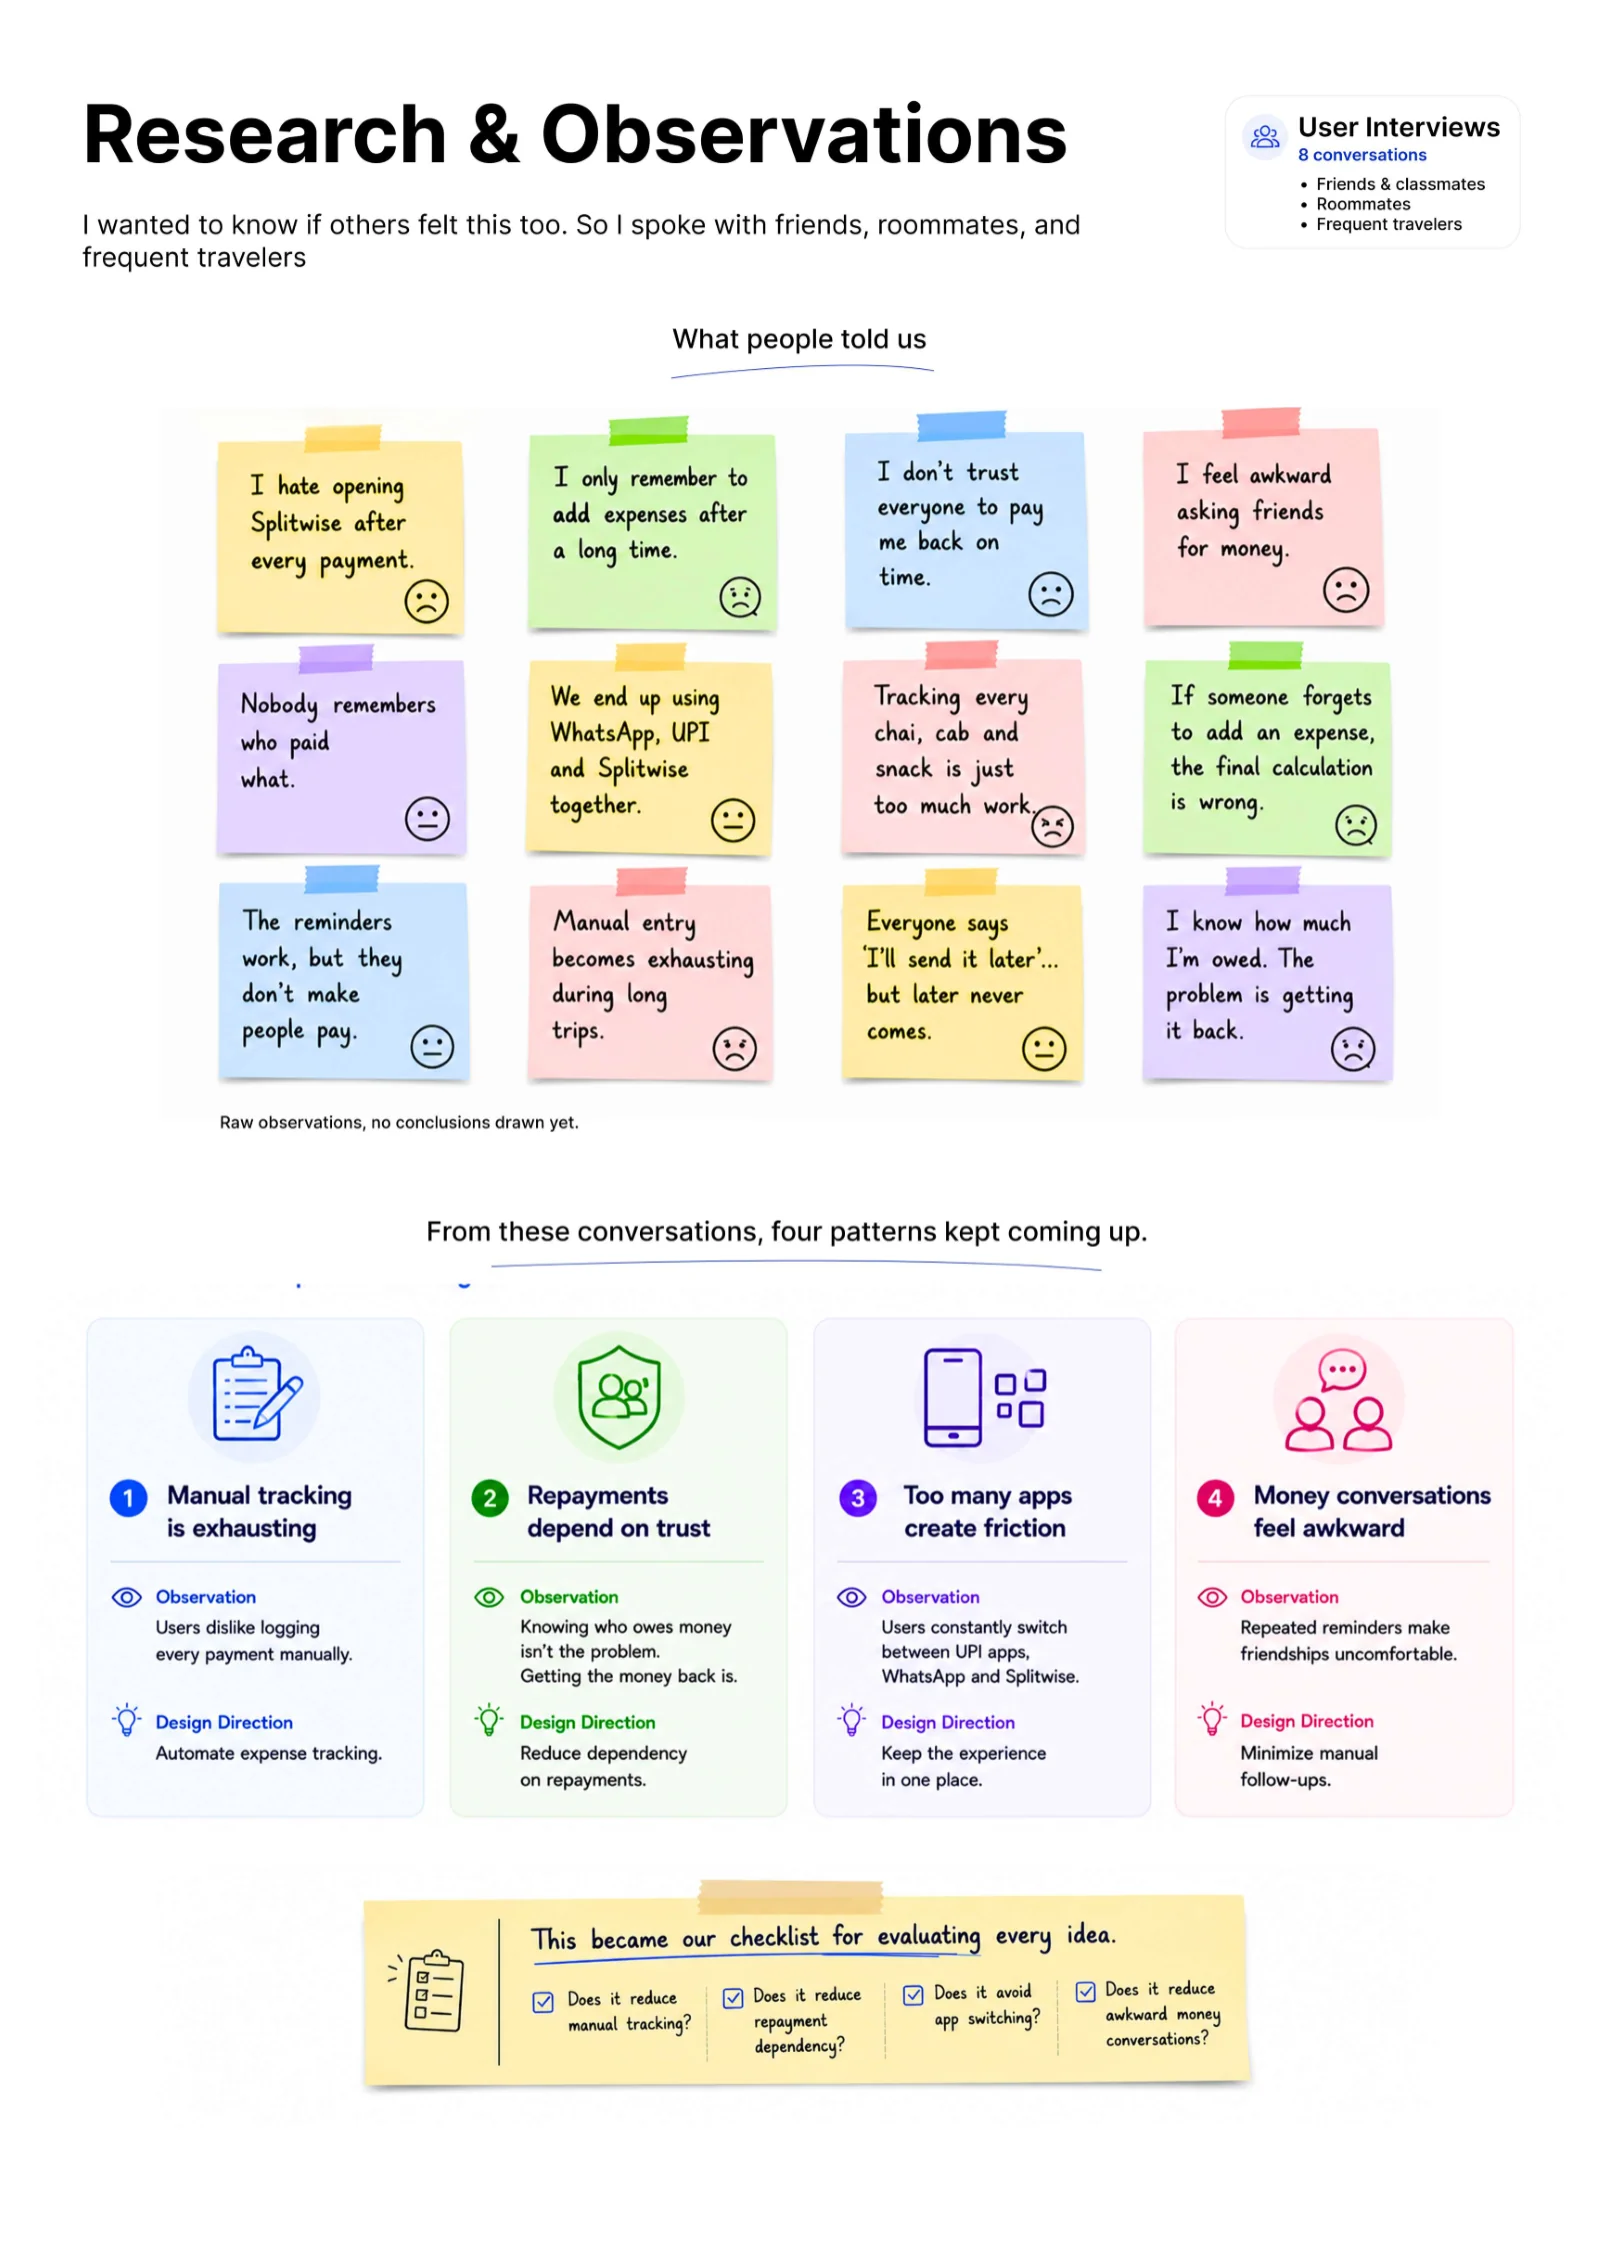 Research & Observations
User Interviews
8 conversations
• Friends & classmates
• Roommates
• Frequent travelers
I wanted to know if others felt this too. So I spoke with friends, roommates, and
frequent travelers
What people told us
I hate opening
Splitwise after
every payment.
I only remember to
add expenses after
a long time.
I don't trust
everyone to pay
me back on
time.
I feel awkward
asking friends
for money.
Nobody remembers
who paid
what.
We end up using
WhatsApp, UPI
and Splitwise
together.
Tracking every
chai, cab and
snack is just
too much work.
If someone forgets
to add an expense,
the final calculation
is wrong.
The reminders
work, but they
don't make
people pay.
Manual entry
becomes exhausting
during long
trips.
Everyone says
'I'll send it later'...
but later never
comes.
I know how much
I'm owed. The
problem is getting
it back.
Raw observations, no conclusions drawn yet.
From these conversations, four patterns kept coming up.
1 Manual tracking
is exhausting
Observation
Users dislike logging
every payment manually.
Design Direction
Automate expense tracking.
2 Repayments
depend on trust
Observation
Knowing who owes money
isn't the problem.
Getting the money back is.
Design Direction
Reduce dependency
on repayments.
3 Too many apps
create friction
Observation
Users constantly switch
between UPI apps,
WhatsApp and Splitwise.
Design Direction
Keep the experience
in one place.
4 Money conversations
feel awkward
Observation
Repeated reminders make
friendships uncomfortable.
Design Direction
Minimize manual
follow-ups.
This became our checklist for evaluating every idea.
Does it reduce
manual tracking?
Does it reduce
repayment
dependency?
Does it avoid
app switching?
Does it reduce
awkward money
conversations?